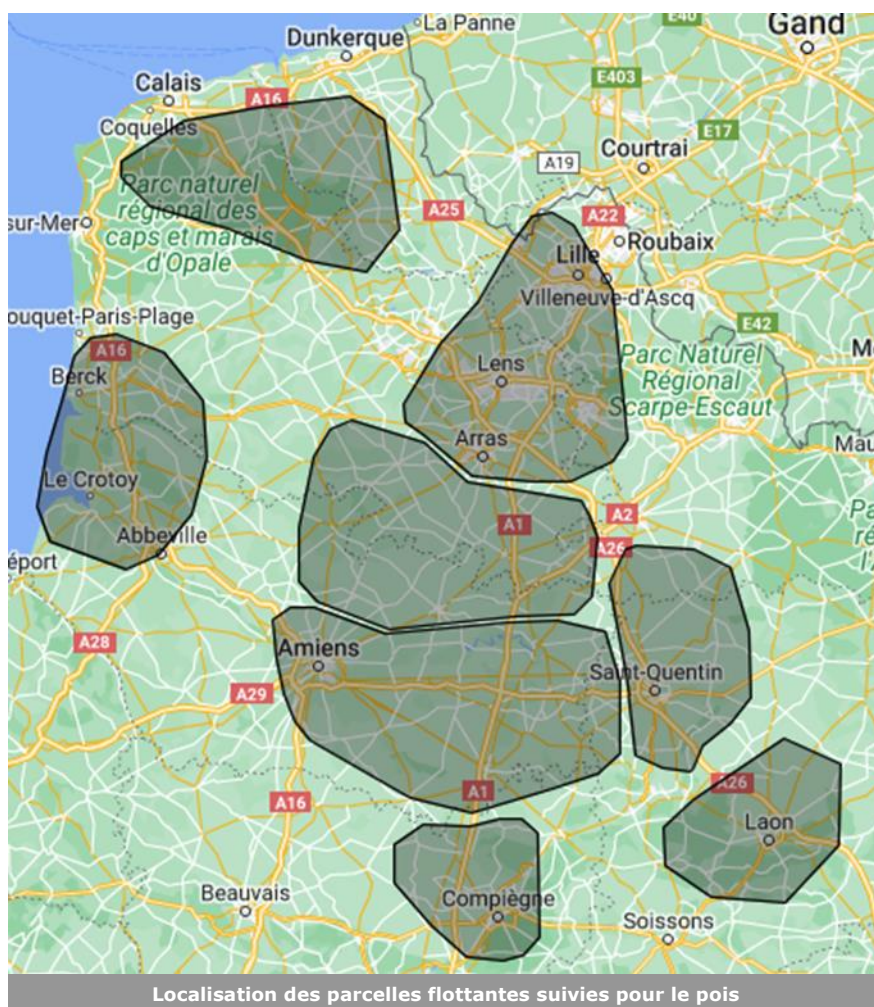 Gand
La Panne
E40
Dunkerque
Calais
E403
A16
Coquelles
E17
Courtrai
A19
Parc naturel
régional des
caps et marais
d'Opale
A25
A22
sur-Mer
Roubaix
Lille
Villeneuve-d'Ascq
ouquet-Paris-Plage
E42
A16
Parc Naturel
Régional
Scarpe-Escaut
M
Berck
Lens
Arras
Mau
Le Crotoy
A2
Pa
A1
ré
Abbeville
A26
l'
éport
A28
Amiens
Saint-Quentin
A29
A26
A1
A16
Laon
Beauvais
Compiègne
Soissons
Localisation des parcelles flottantes suivies pour le pois